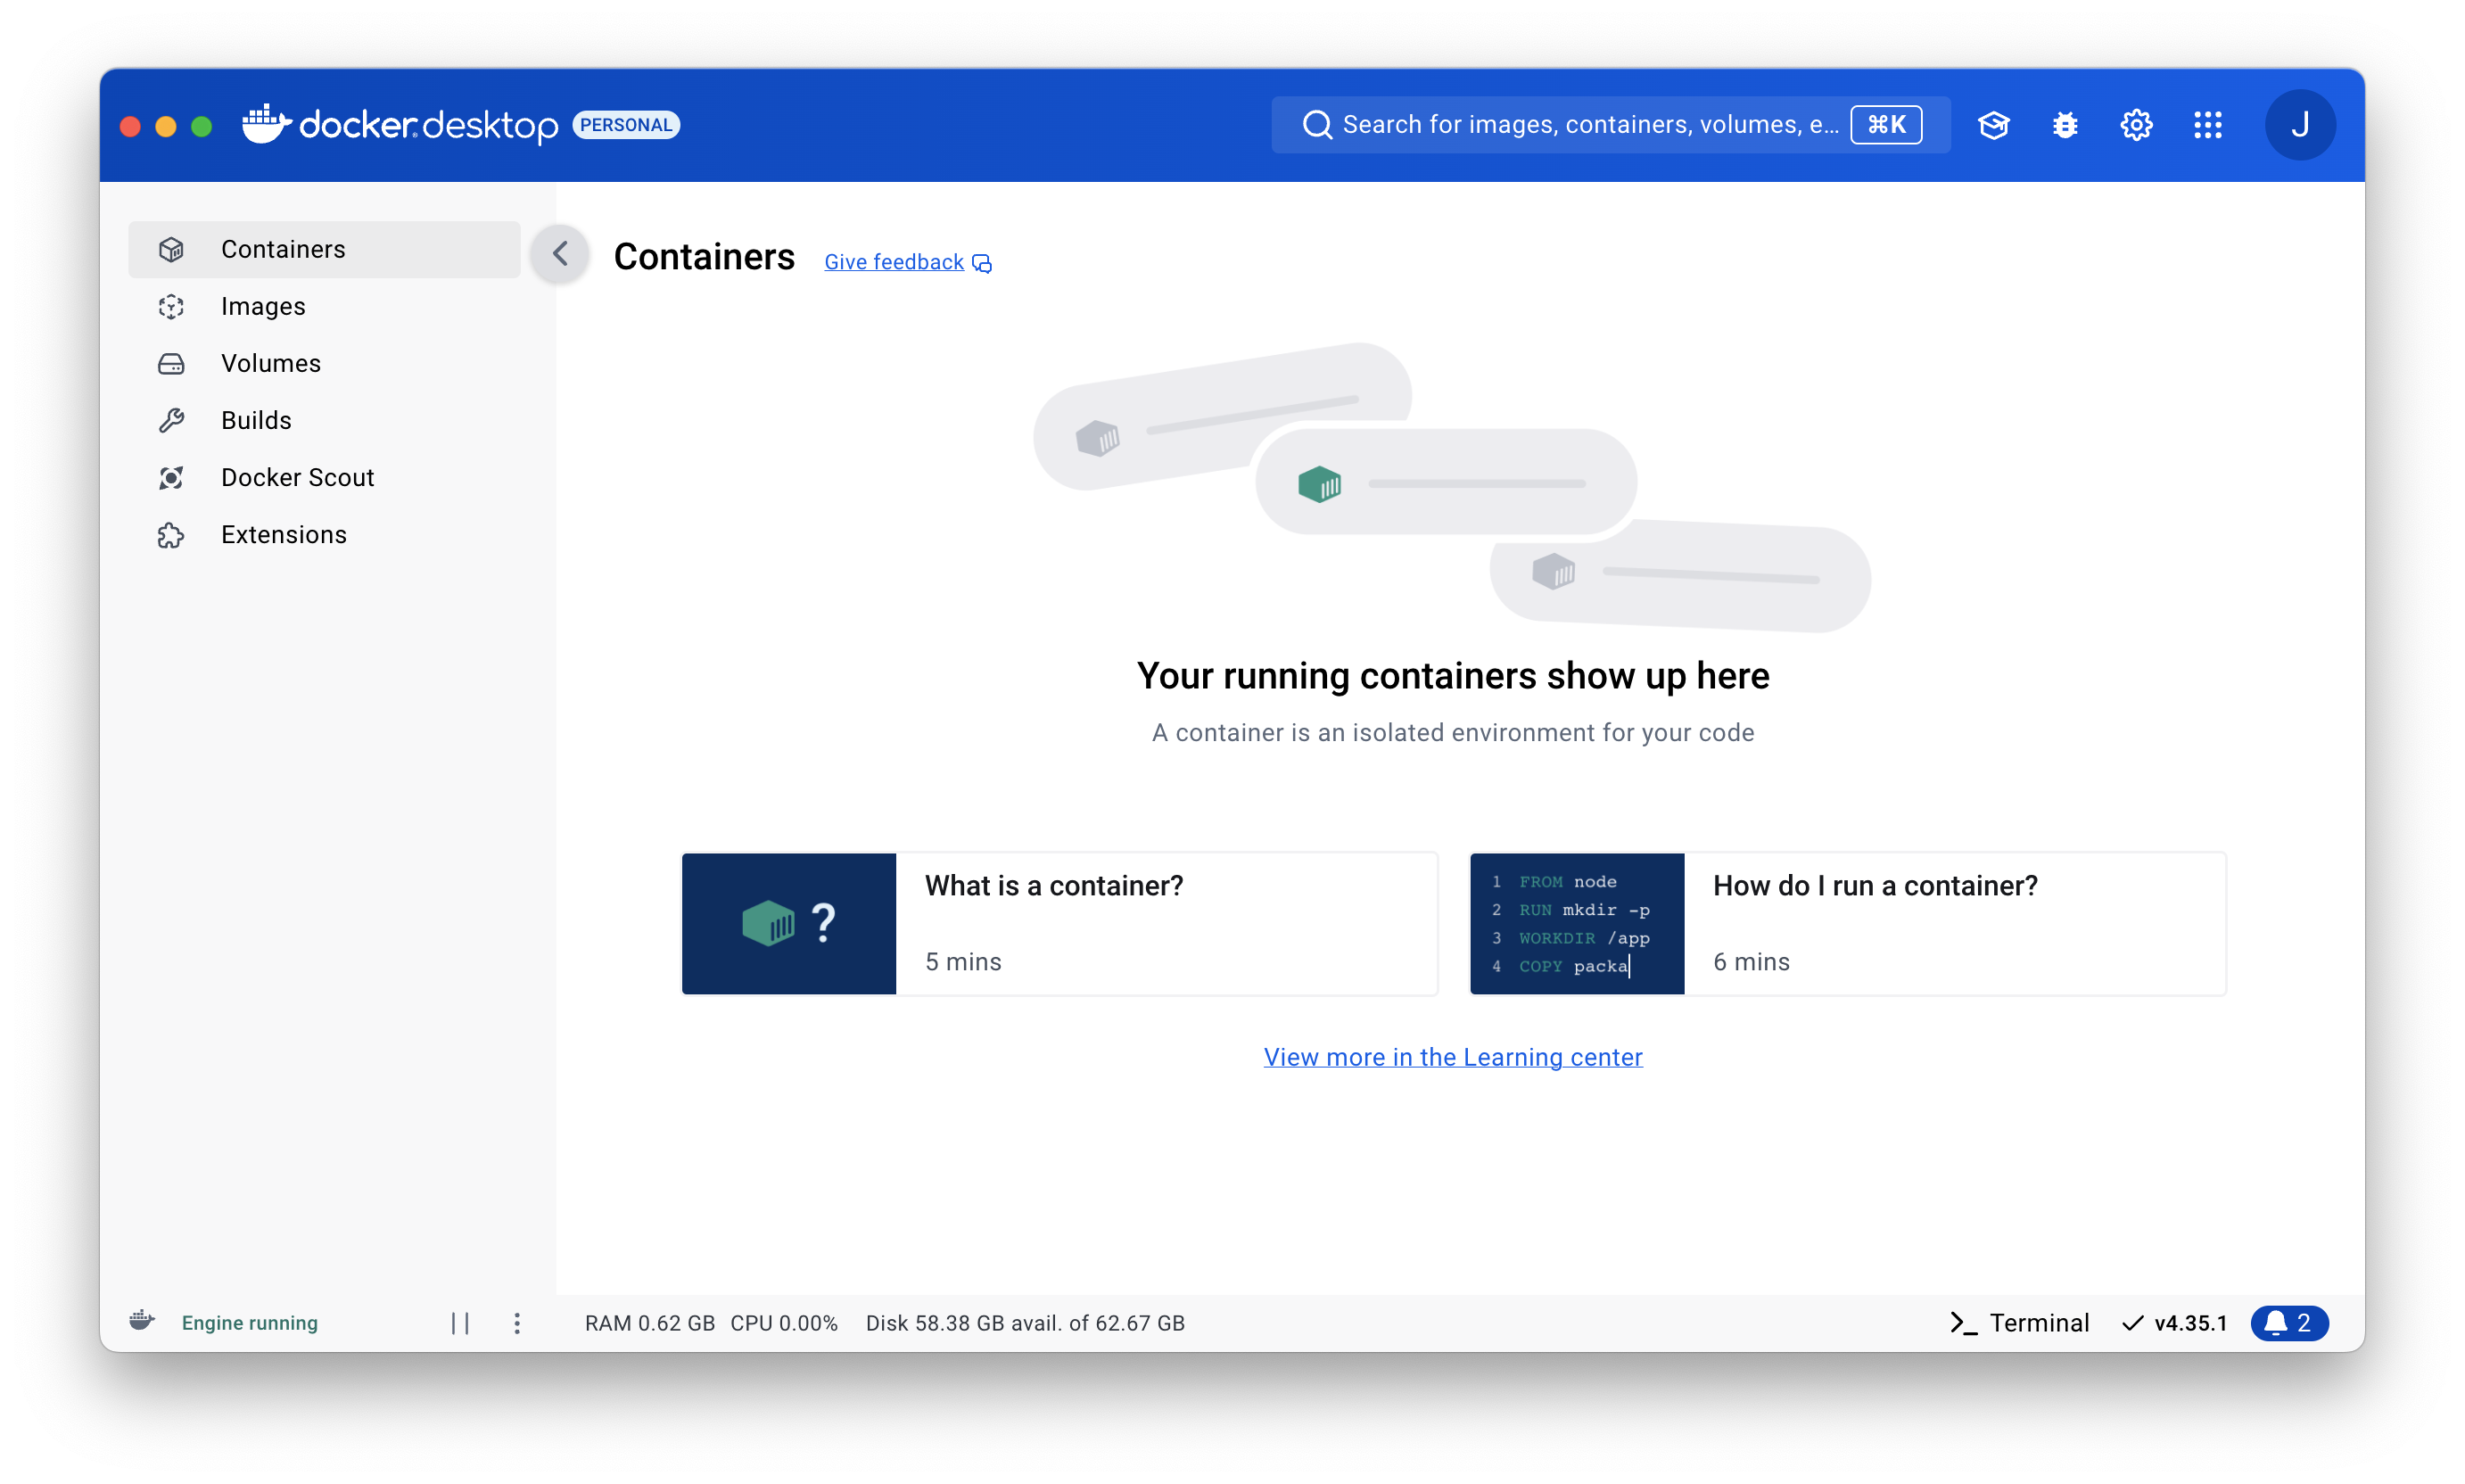 docker desktop PERSONAL
Search for images, containers, volumes, e... ⌘K
J
Containers
Images
Volumes
Builds
Docker Scout
Extensions
Containers Give feedback
Your running containers show up here
A container is an isolated environment for your code
?
What is a container?
5 mins
1 FROM node
2 RUN mkdir -p
3 WORKDIR /app
4 COPY packa
How do I run a container?
6 mins
View more in the Learning center
Engine running
RAM 0.62 GB CPU 0.00% Disk 58.38 GB avail. of 62.67 GB
Terminal v4.35.1 2